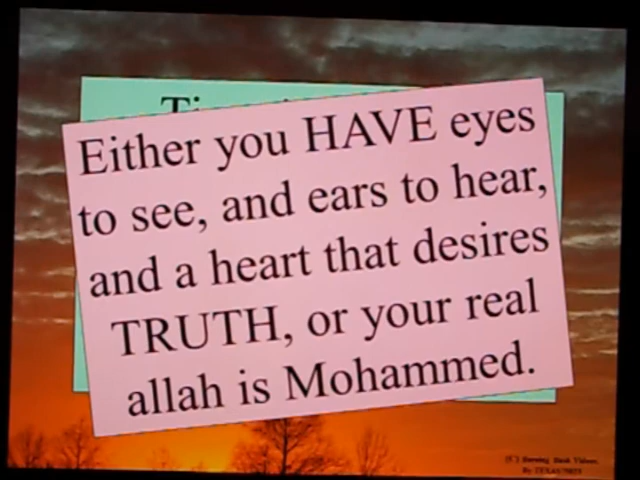 Either you HAVE eyes
to see, and ears to hear,
and a heart that desires
TRUTH, or your real
allah is Mohammed.